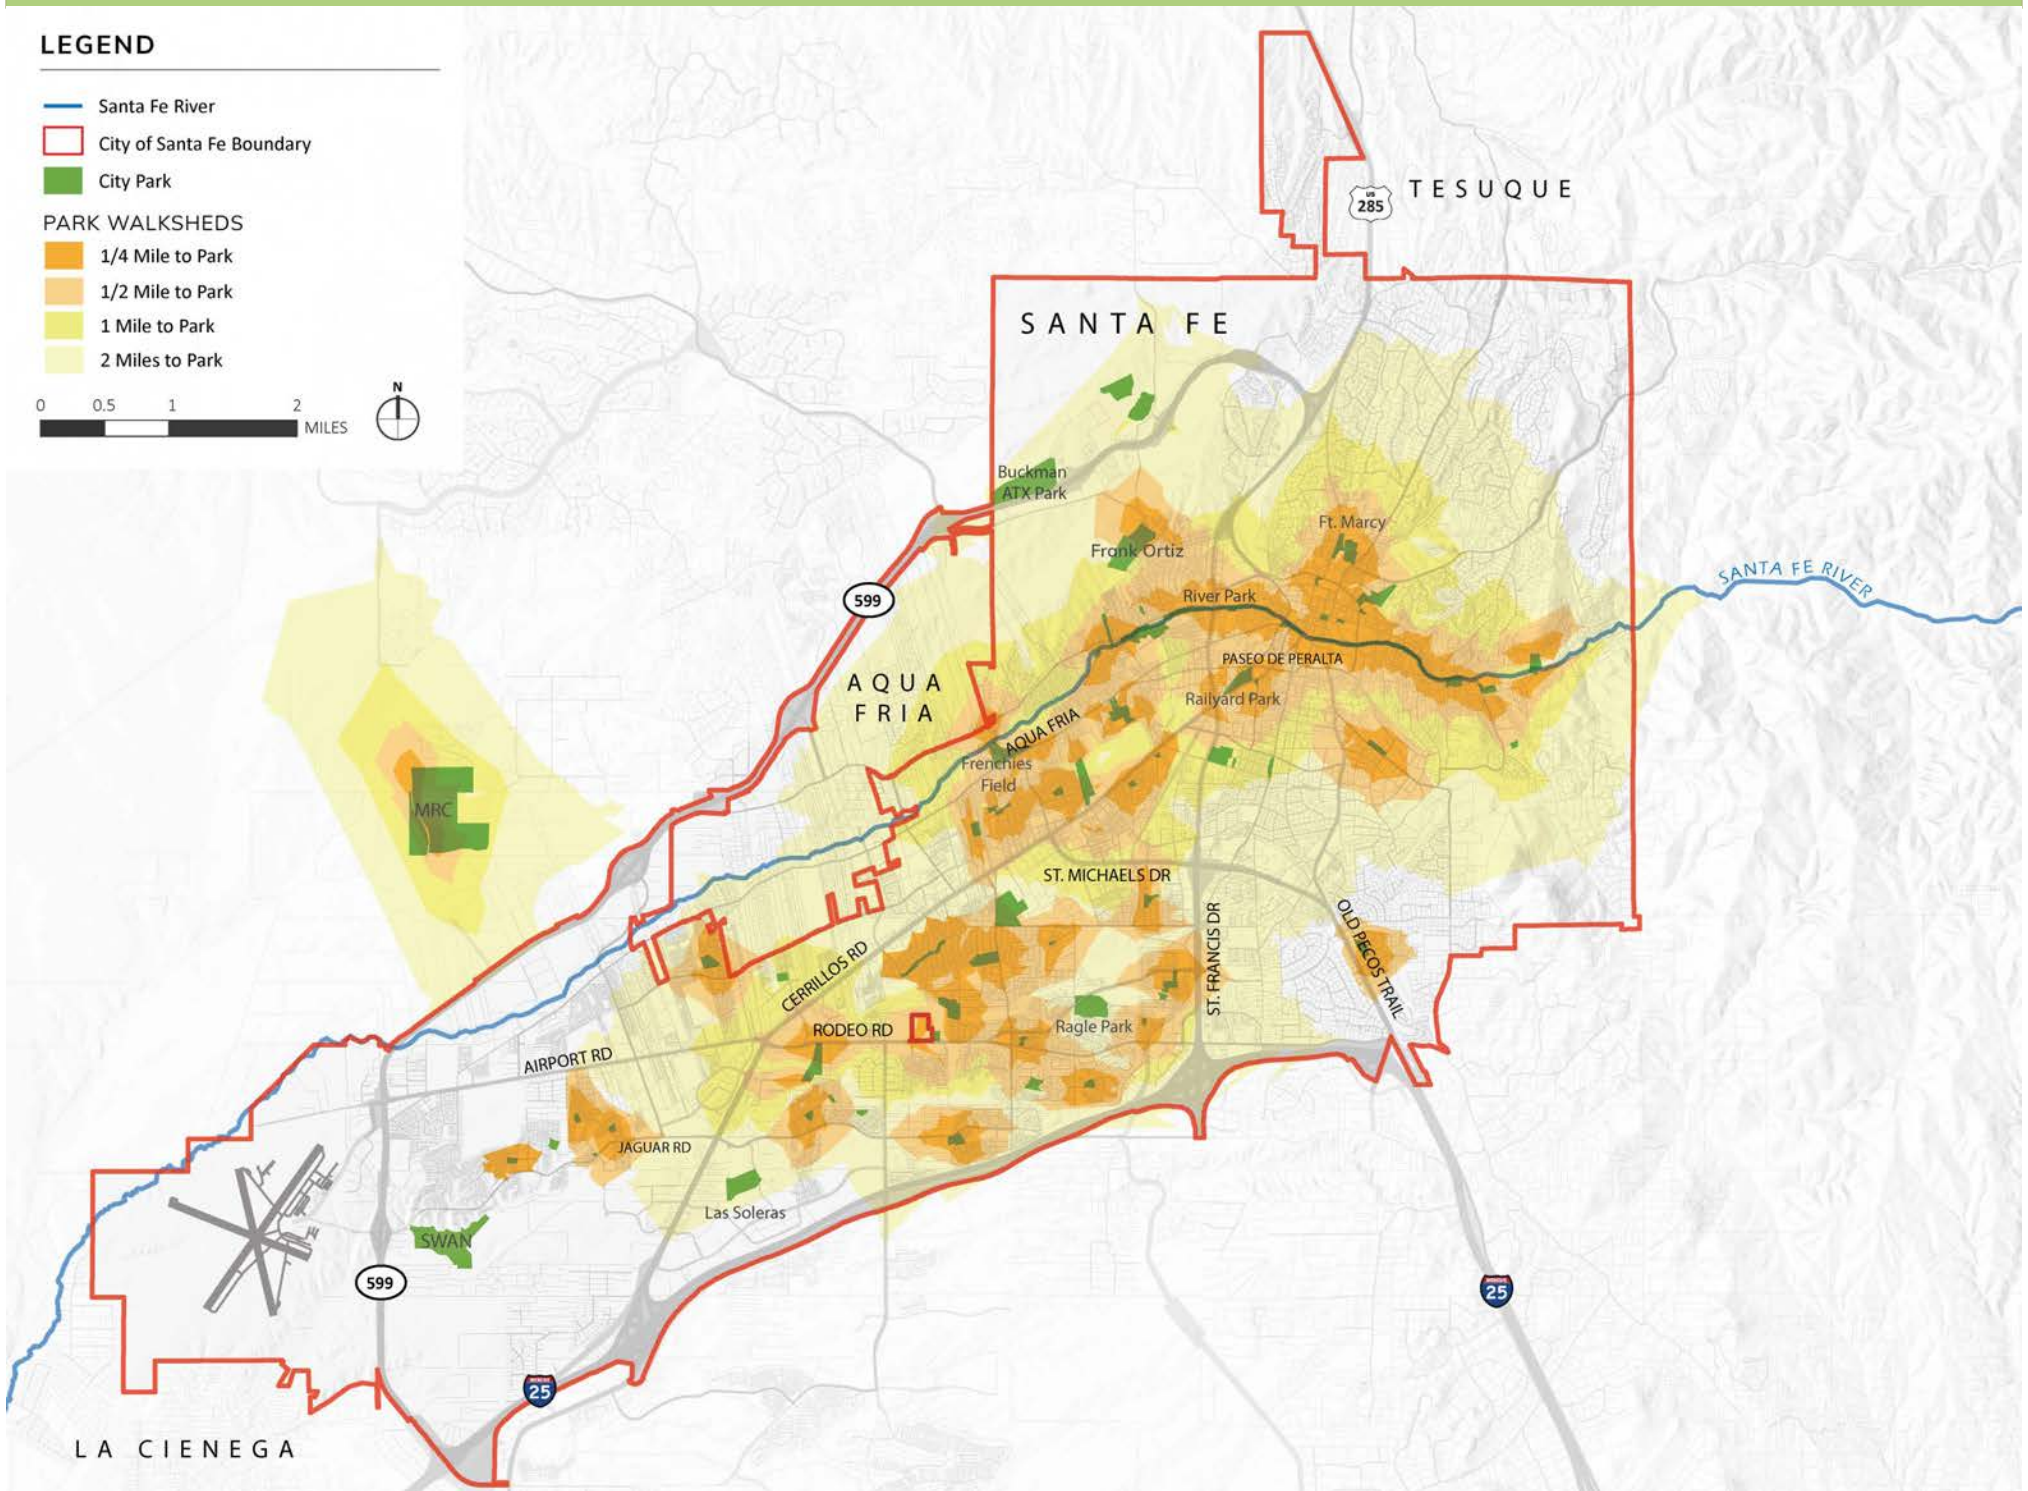 LEGEND
Santa Fe River
City of Santa Fe Boundary
City Park
PARK WALKSHEDS
1/4 Mile to Park
1/2 Mile to Park
1 Mile to Park
2 Miles to Park
0 0.5 1 2
MILES
N
US
285
TESUQUE
SANTA FE
Buckman
ATX Park
Ft. Marcy
Fronk Ortiz
SANTA FE RIVER
599
River Park
PASEO DE PERALTA
AQUA
FRIA
Railyard Park
AQUA FRIA
Frenchies
Field
MRC
ST. MICHAELS DR
OLD PECOS TRAIL
ST. FRANCIS DR
CERRILLOS RD
RODEO RD
Ragle Park
AIRPORT RD
JAGUAR RD
Las Soleras
SWAN
599
25
25
LA CIENEGA